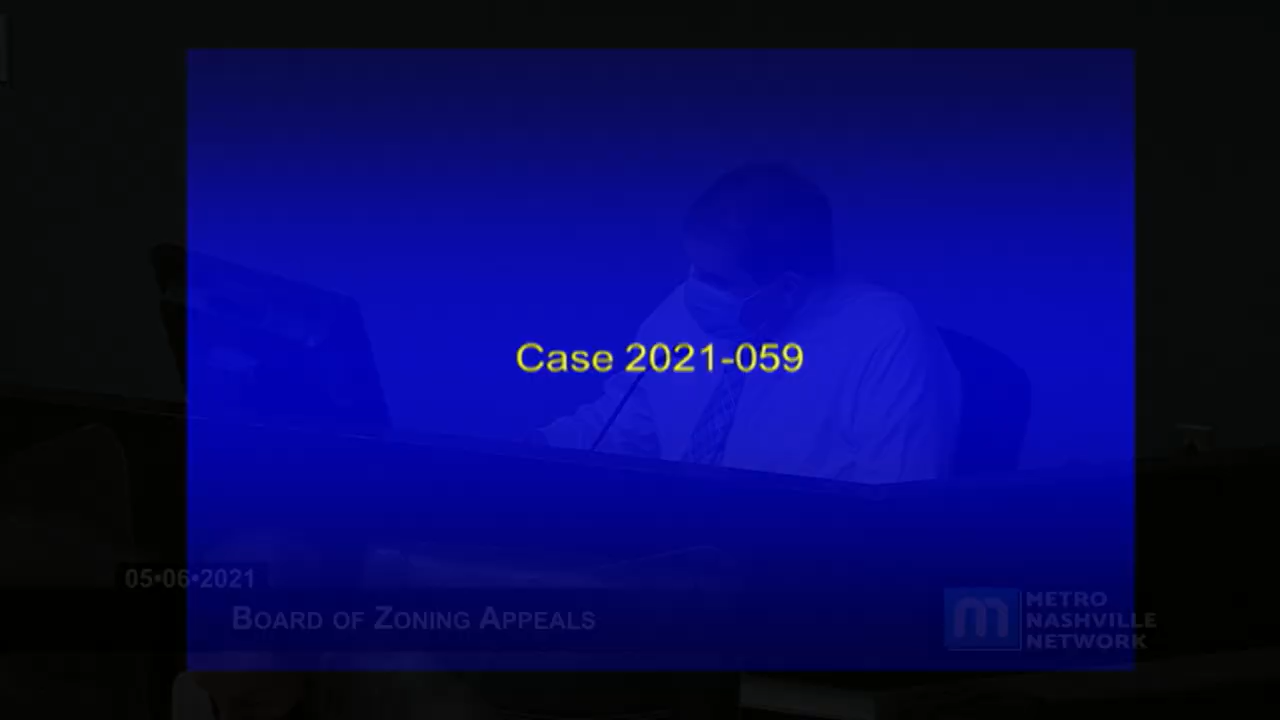 Case 2021-059
05•06•2021
BOARD OF ZONING APPEALS
m METRO
NASHVILLE
NETWORK